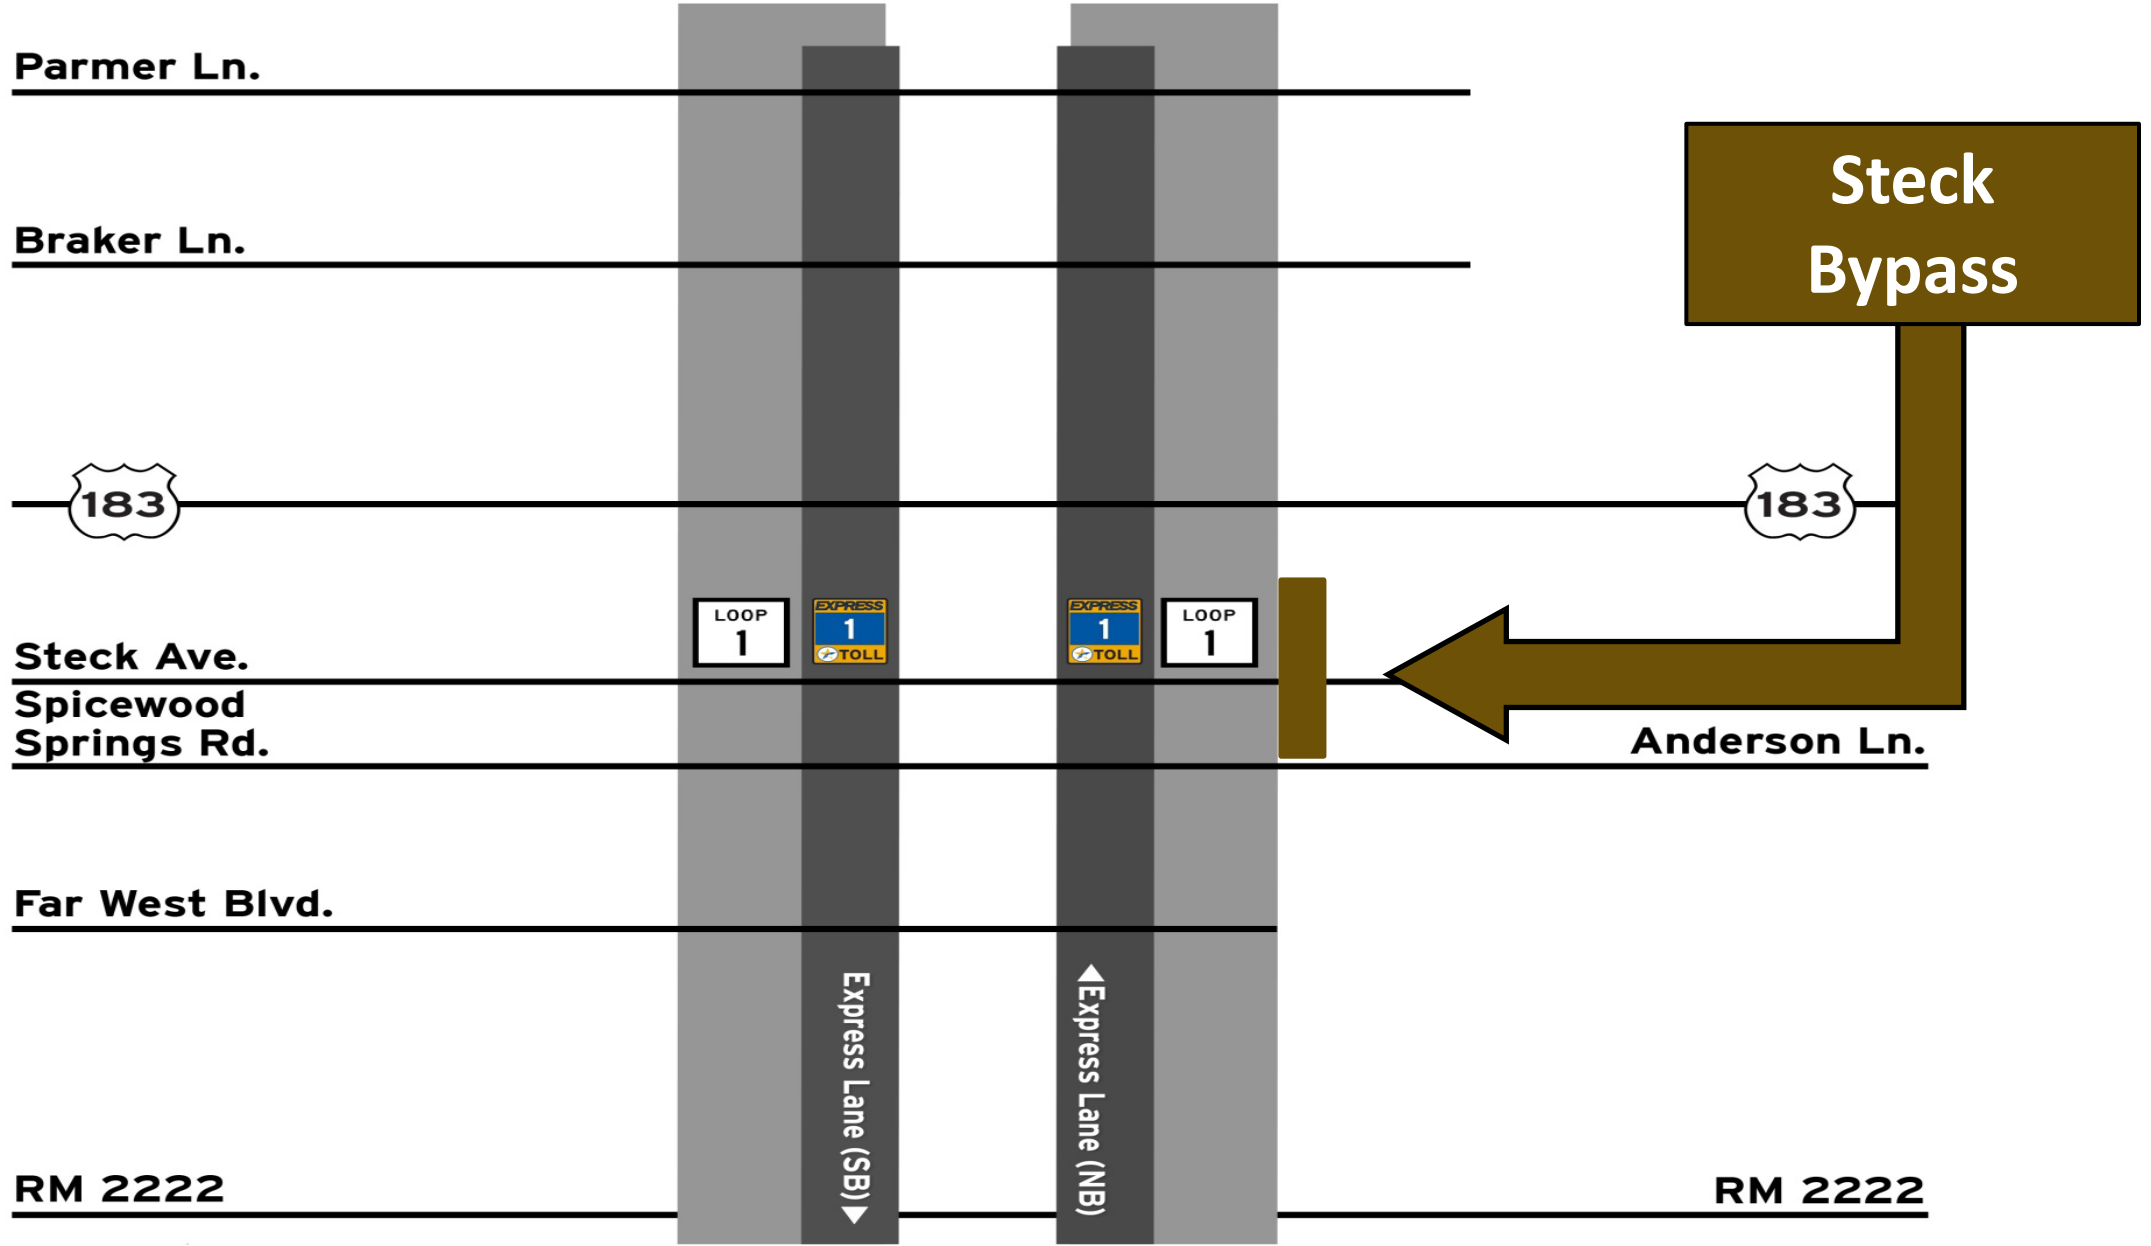 Parmer Ln.
Braker Ln.
Steck
Bypass
183
183
LOOP
1
EXPRESS
1
TOLL
EXPRESS
1
TOLL
LOOP
1
Steck Ave.
Spicewood
Springs Rd.
Anderson Ln.
Far West Blvd.
Express Lane (SB)
Express Lane (NB)
RM 2222
RM 2222